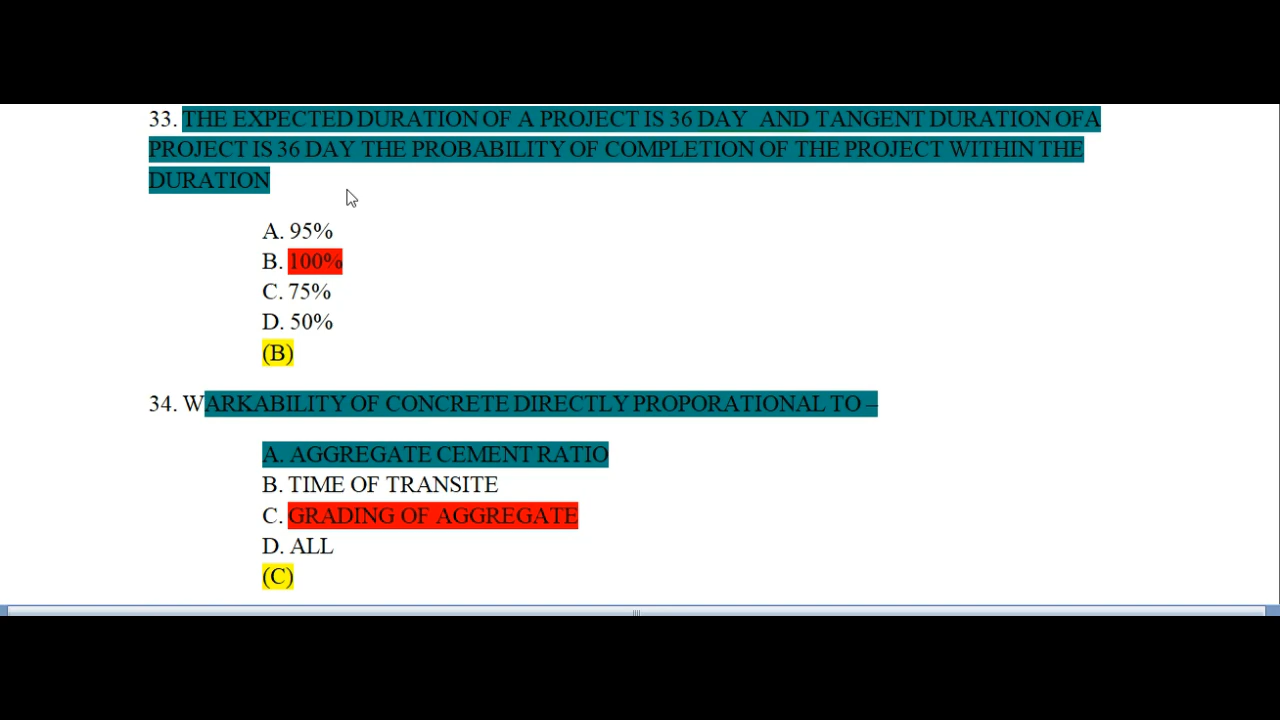 33. THE EXPECTED DURATION OF A PROJECT IS 36 DAY AND TANGENT DURATION OFA
PROJECT IS 36 DAY THE PROBABILITY OF COMPLETION OF THE PROJECT WITHIN THE
DURATION
A. 95%
B. 100%
C. 75%
D. 50%
(B)
34. WARKABILITY OF CONCRETE DIRECTLY PROPORATIONAL TO –
A. AGGREGATE CEMENT RATIO
B. TIME OF TRANSITE
C. GRADING OF AGGREGATE
D. ALL
(C)